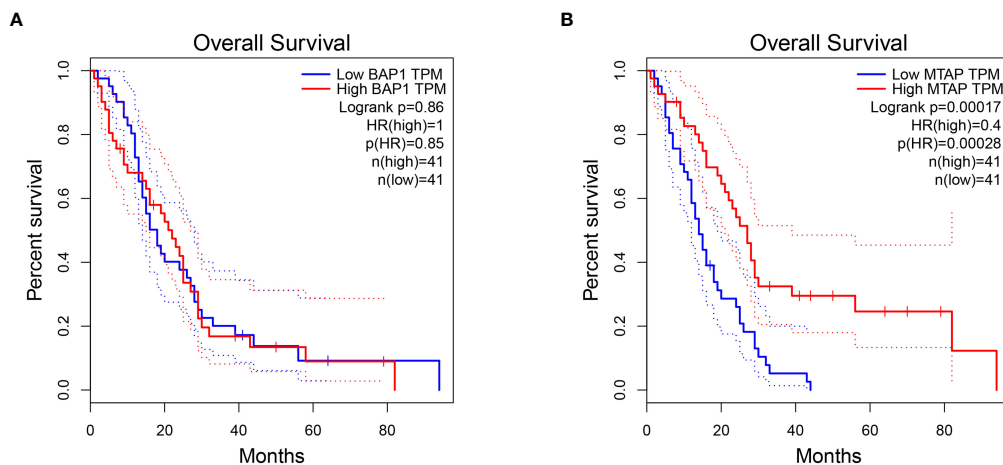 A
Overall Survival
Low BAP1 TPM
High BAP1 TPM
Logrank p=0.86
HR(high)=1
p(HR)=0.85
n(high)=41
n(low)=41
Percent survival
1.0
0.8
0.6
0.4
0.2
0.0
0 20 40 60 80
Months
B
Overall Survival
Low MTAP TPM
High MTAP TPM
Logrank p=0.00017
HR(high)=0.4
p(HR)=0.00028
n(high)=41
n(low)=41
Percent survival
1.0
0.8
0.6
0.4
0.2
0.0
0 20 40 60 80
Months